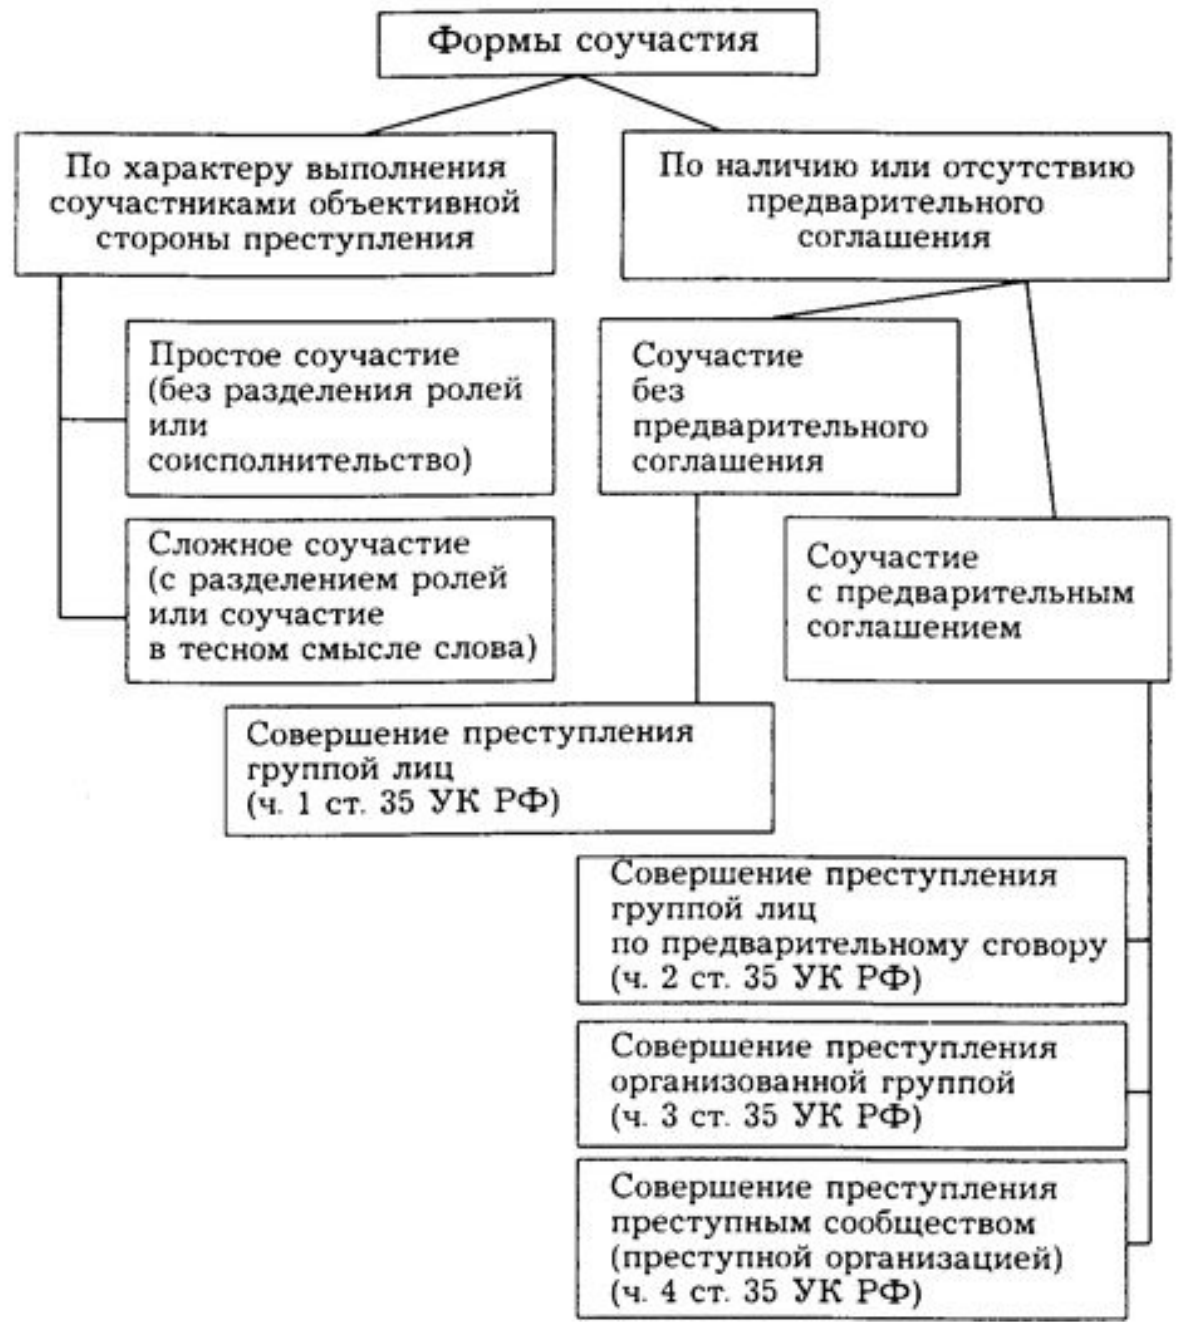 Формы соучастия
По характеру выполнения
соучастниками объективной
стороны преступления
По наличию или отсутствию
предварительного
соглашения
Простое соучастие
(без разделения ролей
или
соисполнительство)
Сложное соучастие
(с разделением ролей
или соучастие
в тесном смысле слова)
Соучастие
без
предварительного
соглашения
Соучастие
с предварительным
соглашением
Совершение преступления
группой лиц
(ч. 1 ст. 35 УК РФ)
Совершение преступления
группой лиц
по предварительному сговору
(ч. 2 ст. 35 УК РФ)
Совершение преступления
организованной группой
(ч. 3 ст. 35 УК РФ)
Совершение преступления
преступным сообществом
(преступной организацией)
(ч. 4 ст. 35 УК РФ)